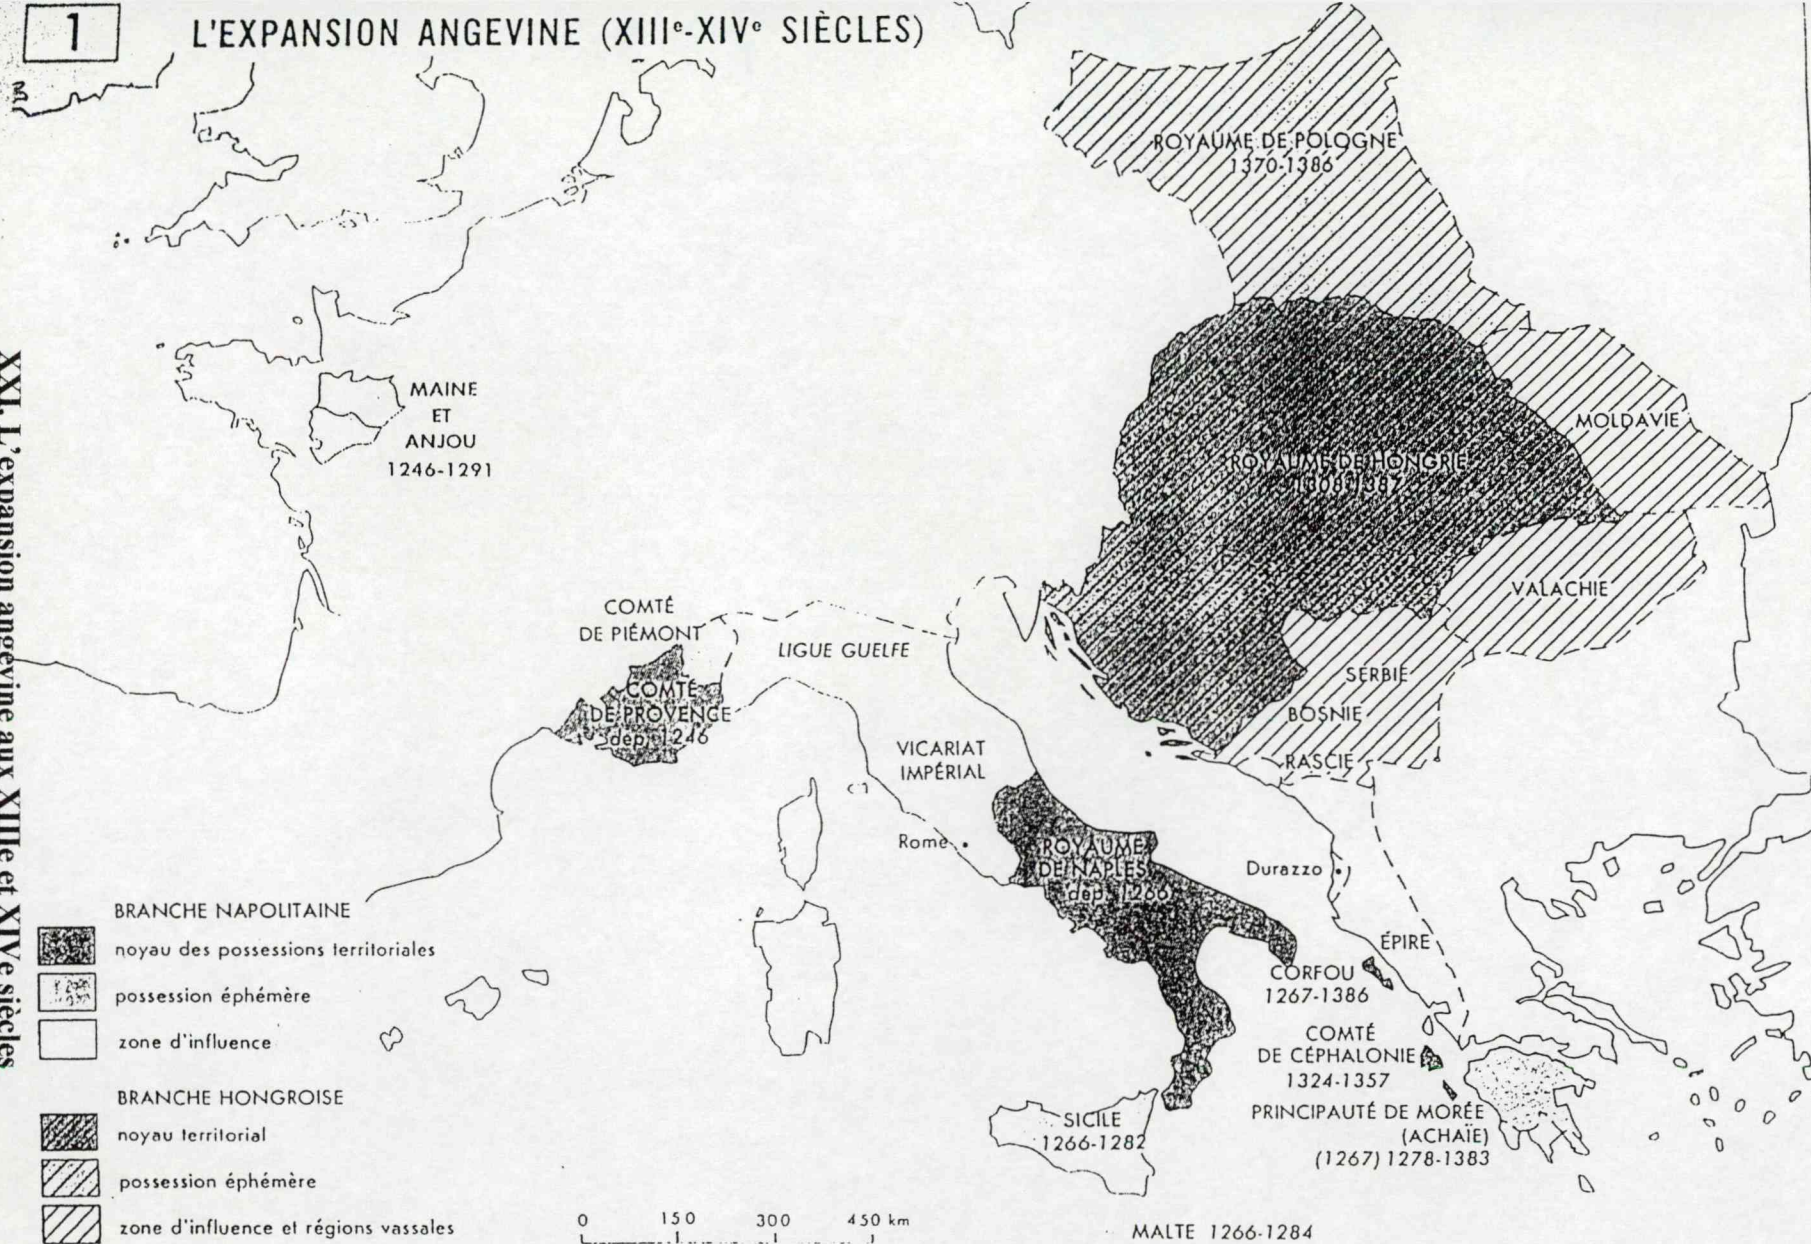 1
L'EXPANSION ANGEVINE (XIIIᵉ-XIVᵉ SIÈCLES)
XXI. L'expansion angevine aux XIIIe et XIVe siècles
ROYAUME DE POLOGNE
1370-1386
MAINE
ET
ANJOU
1246-1291
MOLDAVIE
ROYAUME DE HONGRIE
1308-1387
VALACHIE
COMTÉ
DE PIÉMONT
LIGUE GUELFE
COMTÉ
DE PROVENCE
dep. 1246
SERBIE
BOSNIE
RASCIE
VICARIAT
IMPÉRIAL
Rome
ROYAUME
DE NAPLES
dep. 1266
Durazzo
ÉPIRE
CORFOU
1267-1386
COMTÉ
DE CÉPHALONIE
1324-1357
PRINCIPAUTÉ DE MORÉE
(ACHAÏE)
(1267) 1278-1383
SICILE
1266-1282
MALTE 1266-1284
BRANCHE NAPOLITAINE
noyau des possessions territoriales
possession éphémère
zone d'influence
BRANCHE HONGROISE
noyau territorial
possession éphémère
zone d'influence et régions vassales
0 150 300 450 km